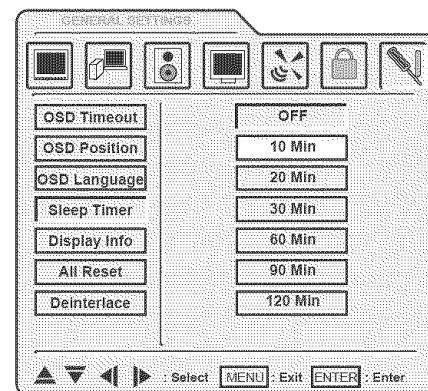 GENERAL SETTINGS
OSD Timeout
OSD Position
OSD Language
Sleep Timer
Display Info
All Reset
Deinterlace
OFF
10 Min
20 Min
30 Min
60 Min
90 Min
120 Min
: Select MENU : Exit ENTER : Enter